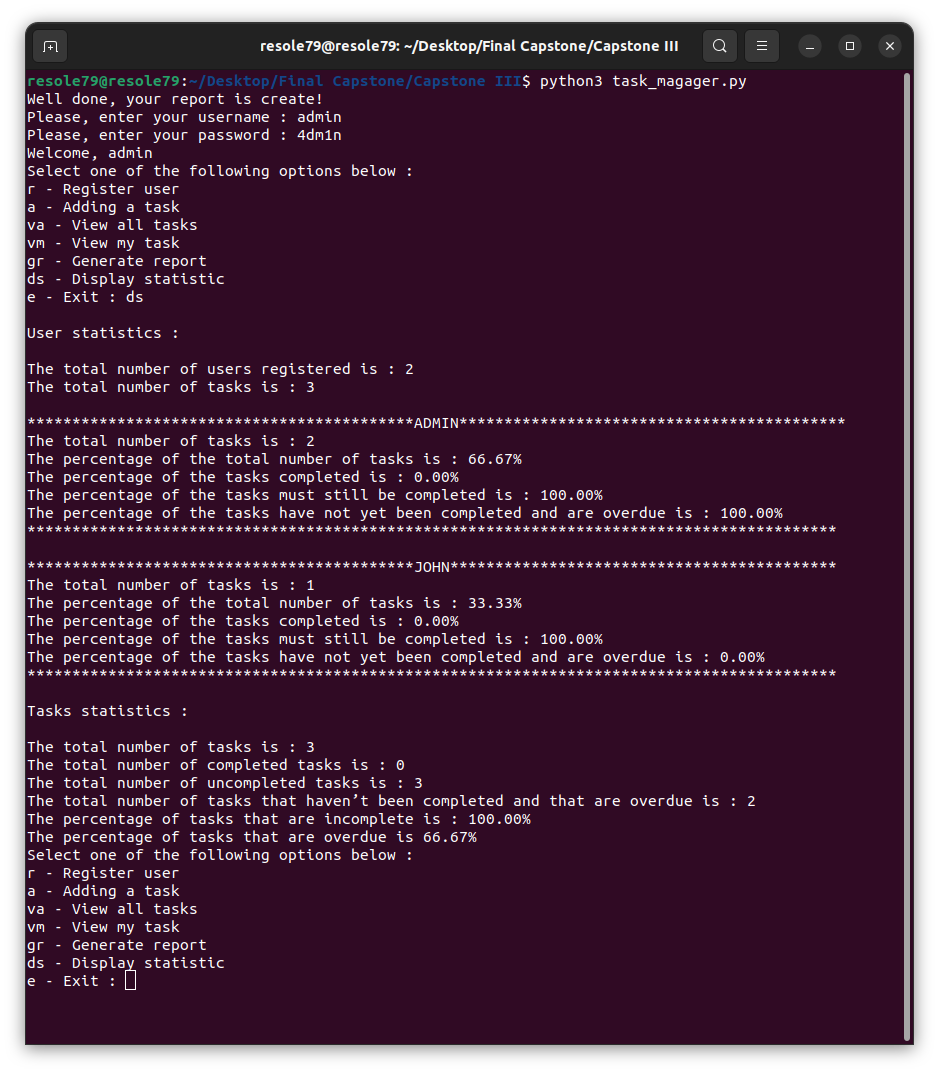 resole79@resole79: ~/Desktop/Final Capstone/Capstone III
resole79@resole79:~/Desktop/Final Capstone/Capstone III$ python3 task_magager.py
Well done, your report is create!
Please, enter your username : admin
Please, enter your password : 4dm1n
Welcome, admin
Select one of the following options below :
r - Register user
a - Adding a task
va - View all tasks
vm - View my task
gr - Generate report
ds - Display statistic
e - Exit : ds
User statistics :
The total number of users registered is : 2
The total number of tasks is : 3
*******************************************ADMIN*******************************************
The total number of tasks is : 2
The percentage of the total number of tasks is : 66.67%
The percentage of the tasks completed is : 0.00%
The percentage of the tasks must still be completed is : 100.00%
The percentage of the tasks have not yet been completed and are overdue is : 100.00%
******************************************************************************************
*******************************************JOHN*******************************************
The total number of tasks is : 1
The percentage of the total number of tasks is : 33.33%
The percentage of the tasks completed is : 0.00%
The percentage of the tasks must still be completed is : 100.00%
The percentage of the tasks have not yet been completed and are overdue is : 0.00%
******************************************************************************************
Tasks statistics :
The total number of tasks is : 3
The total number of completed tasks is : 0
The total number of uncompleted tasks is : 3
The total number of tasks that haven’t been completed and that are overdue is : 2
The percentage of tasks that are incomplete is : 100.00%
The percentage of tasks that are overdue is 66.67%
Select one of the following options below :
r - Register user
a - Adding a task
va - View all tasks
vm - View my task
gr - Generate report
ds - Display statistic
e - Exit :